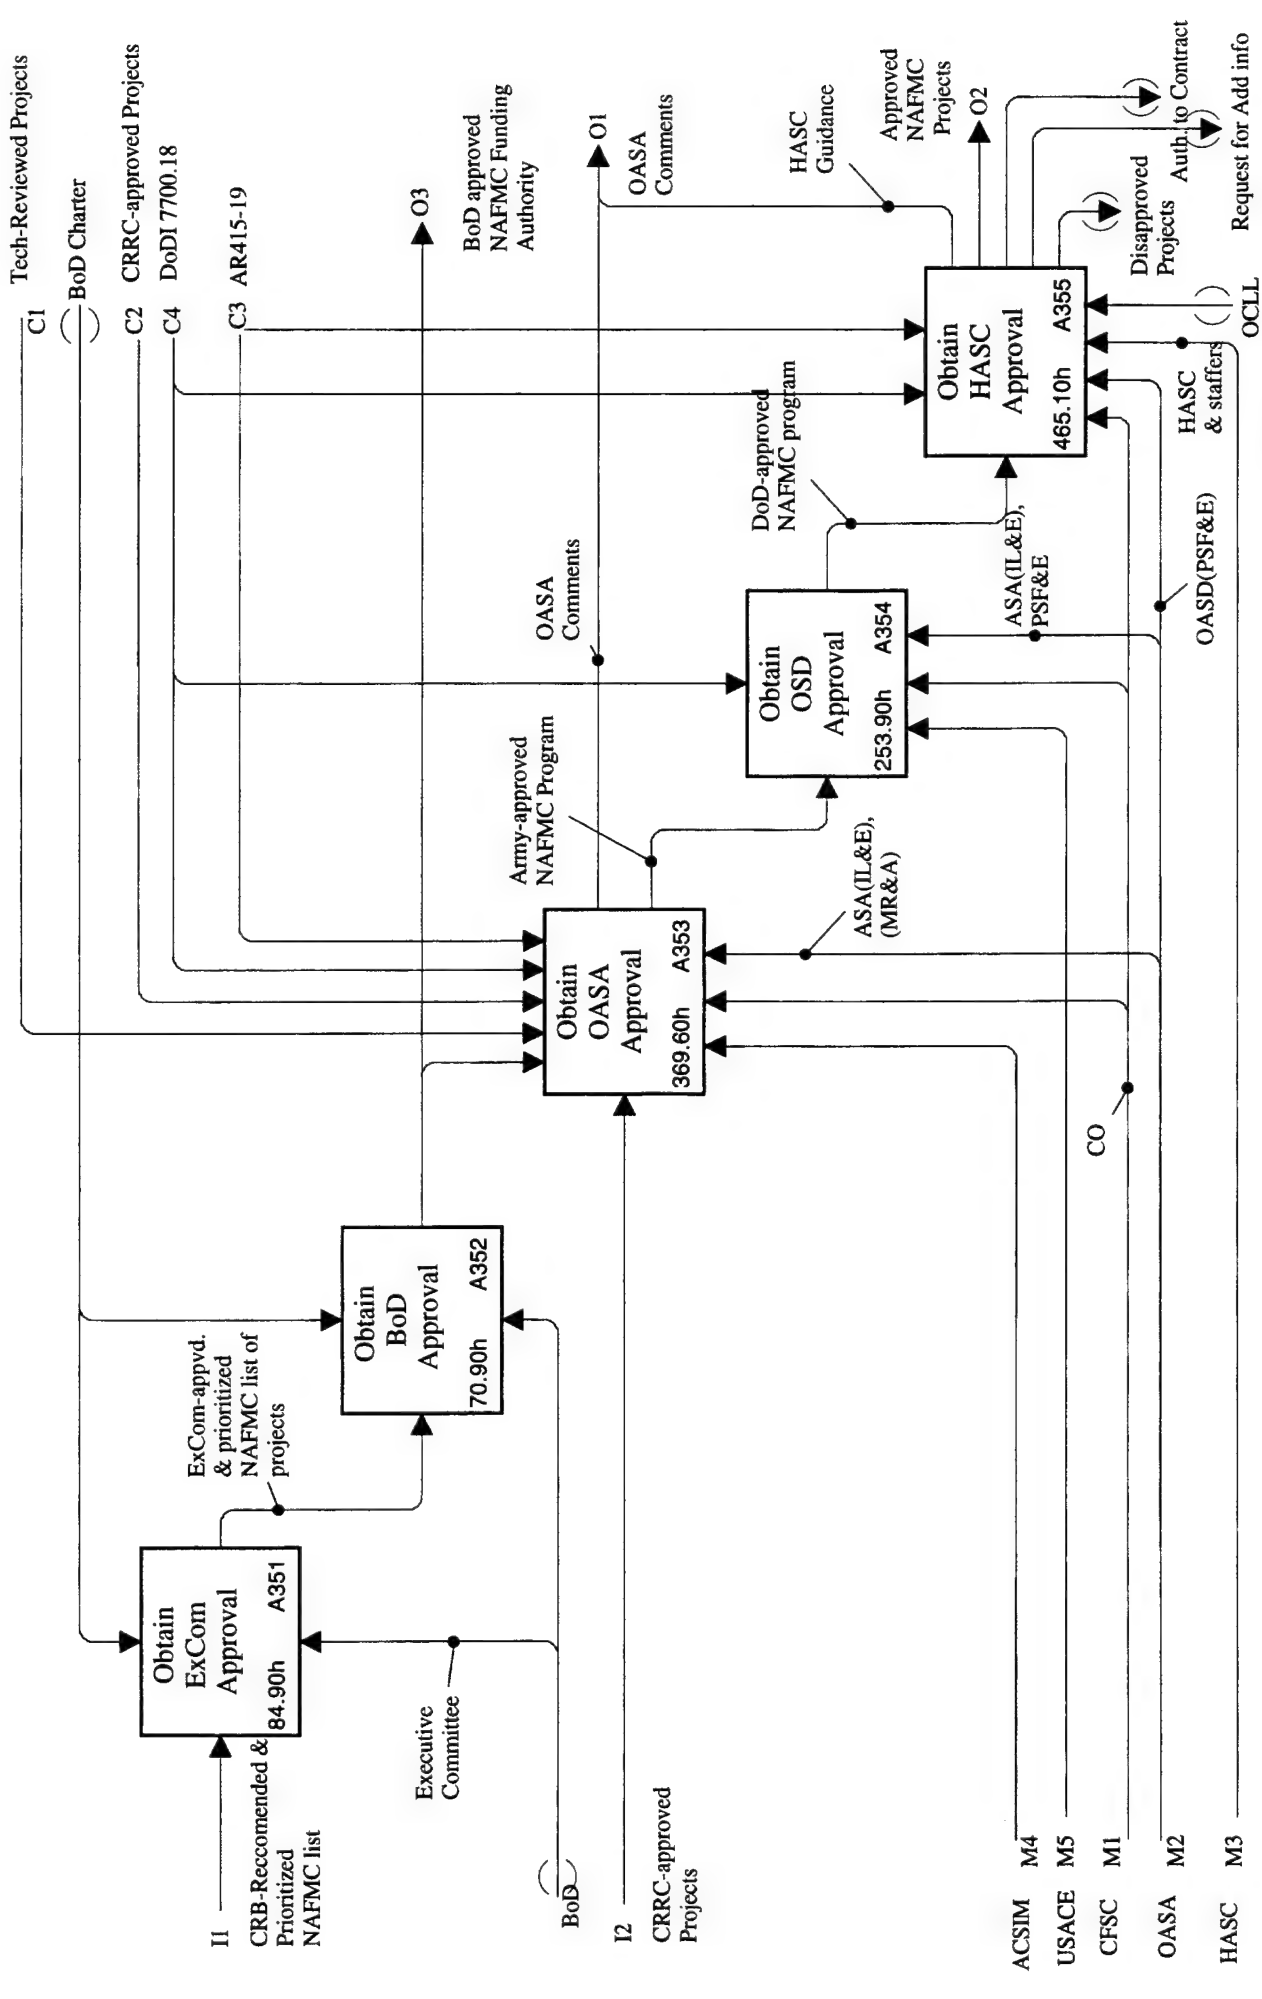 Tech-Reviewed Projects
C1
BoD Charter
C2 CRRC-approved Projects
C4 DoDI 7700.18
C3 AR415-19
O3
BoD approved
NAFMC Funding
Authority
O1
OASA
Comments
HASC
Guidance
Approved
NAFMC
Projects
O2
Auth. to Contract
Request for Add info
Disapproved
Projects
Obtain
ExCom
Approval
84.90h A351
ExCom-appvd.
& prioritized
NAFMC list of
projects
Obtain
BoD
Approval
70.90h A352
Obtain
OASA
Approval
369.60h A353
OASA
Comments
Army-approved
NAFMC Program
ASA(IL&E),
(MR&A)
Obtain
OSD
Approval
253.90h A354
DoD-approved
NAFMC program
ASA(IL&E),
PSF&E
Obtain
HASC
Approval
465.10h A355
HASC
& staffers
OCLL
OASD(PSF&E)
CO
Executive
Committee
I1
CRB-Reccomended &
Prioritized
NAFMC list
BoD
I2
CRRC-approved
Projects
ACSIM M4
USACE M5
CFSC M1
OASA M2
HASC M3